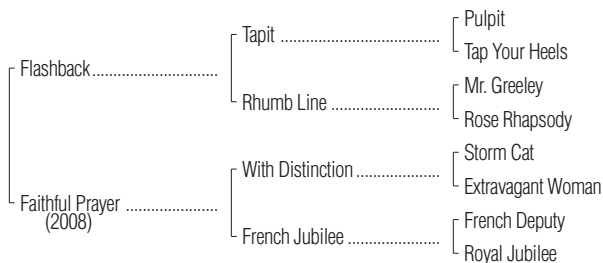 Pulpit
Tapit
Tap Your Heels
Flashback
Mr. Greeley
Rhumb Line
Rose Rhapsody
Storm Cat
With Distinction
Extravagant Woman
Faithful Prayer
(2008)
French Deputy
French Jubilee
Royal Jubilee